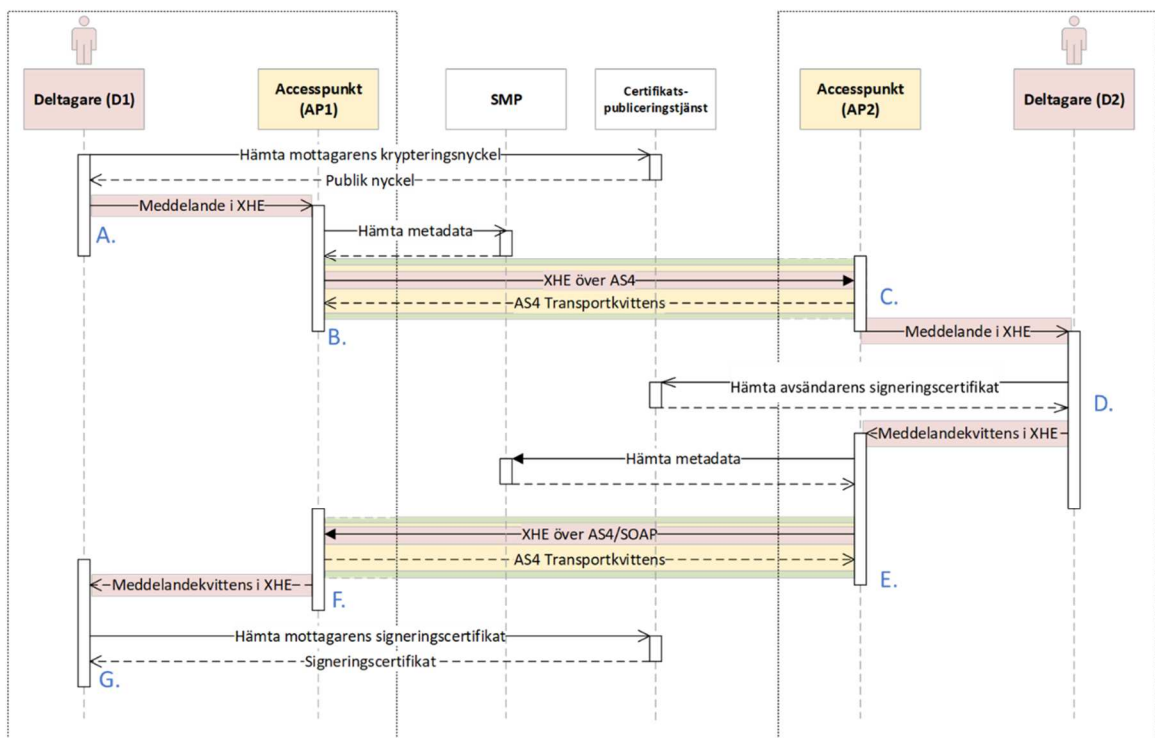 Deltagare (D1)
Accesspunkt
(AP1)
SMP
Certifikats-
publiceringstjänst
Accesspunkt
(AP2)
Deltagare (D2)
Hämta mottagarens krypteringsnyckel
Publik nyckel
Meddelande i XHE
A.
Hämta metadata
XHE över AS4
AS4 Transportkvittens
B.
C.
Meddelande i XHE
Hämta avsändarens signeringscertifikat
D.
Meddelandekvittens i XHE
Hämta metadata
XHE över AS4/SOAP
AS4 Transportkvittens
E.
Meddelandekvittens i XHE
F.
Hämta mottagarens signeringscertifikat
Signeringscertifikat
G.